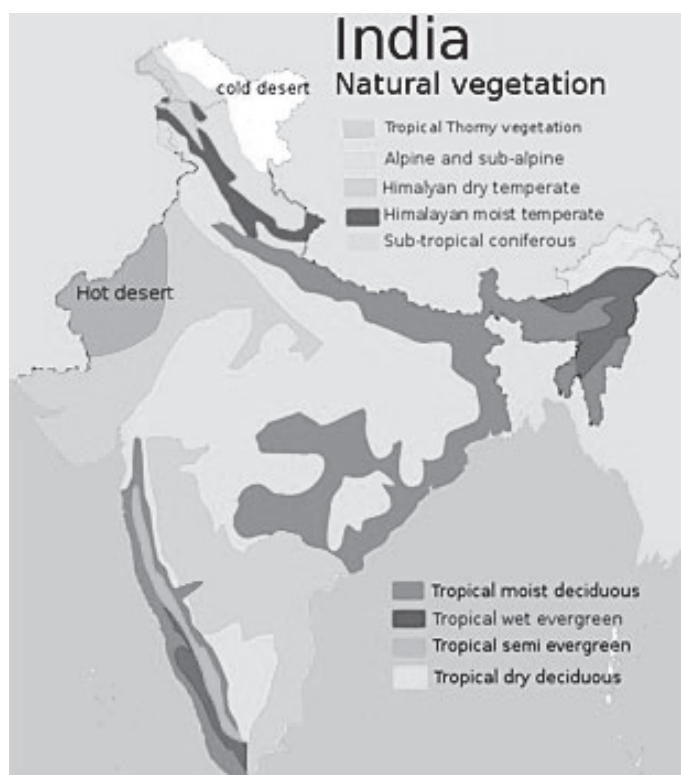 India
Natural vegetation
cold desert
Tropical Thorny vegetation
Alpine and sub-alpine
Himalyan dry temperate
Himalayan moist temperate
Sub-tropical coniferous
Hot desert
Tropical moist deciduous
Tropical wet evergreen
Tropical semi evergreen
Tropical dry deciduous